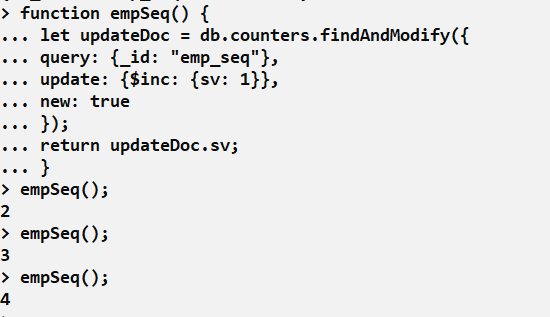 > function empSeq() {
... let updateDoc = db.counters.findAndModify({
... query: {_id: "emp_seq"},
... update: {$inc: {sv: 1}},
... new: true
... });
... return updateDoc.sv;
... }
> empSeq();
2
> empSeq();
3
> empSeq();
4